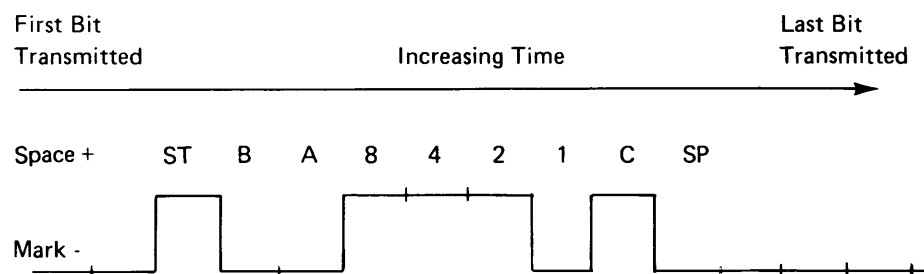 First Bit
Transmitted
Increasing Time
Last Bit
Transmitted
Space + ST B A 8 4 2 1 C SP
Mark -